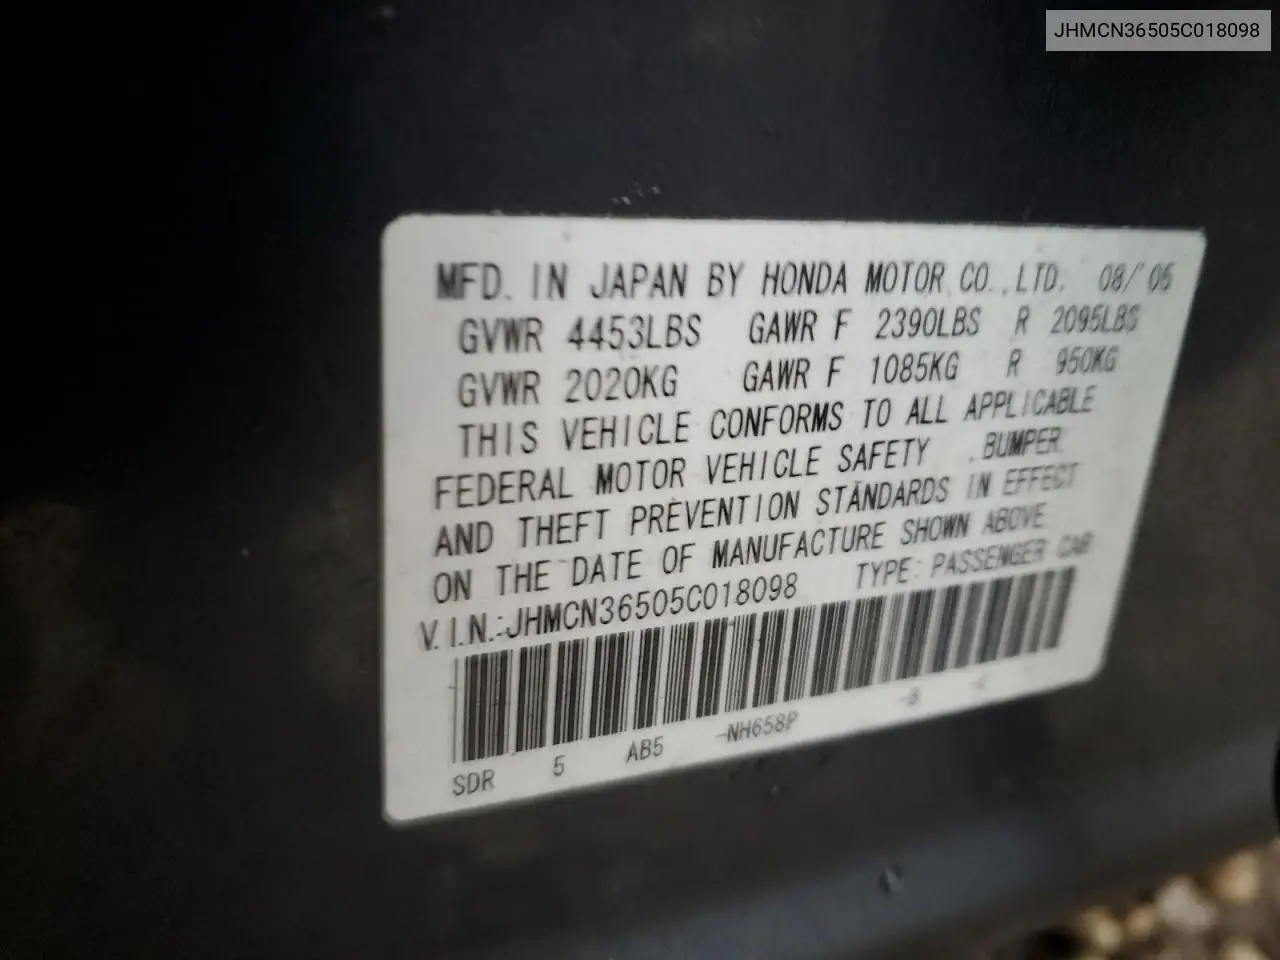 JHMCN36505C018098
MFD. IN JAPAN BY HONDA MOTOR CO., LTD. 08/'05
GVWR 4453LBS GAWR F 2390LBS R 2095LBS
GVWR 2020KG GAWR F 1085KG R 950KG
THIS VEHICLE CONFORMS TO ALL APPLICABLE
FEDERAL MOTOR VEHICLE SAFETY , BUMPER,
AND THEFT PREVENTION STANDARDS IN EFFECT
ON THE DATE OF MANUFACTURE SHOWN ABOVE
V.I.N.:JHMCN36505C018098 TYPE: PASSENGER CAR
SDR 5 AB5 -NH658P -B